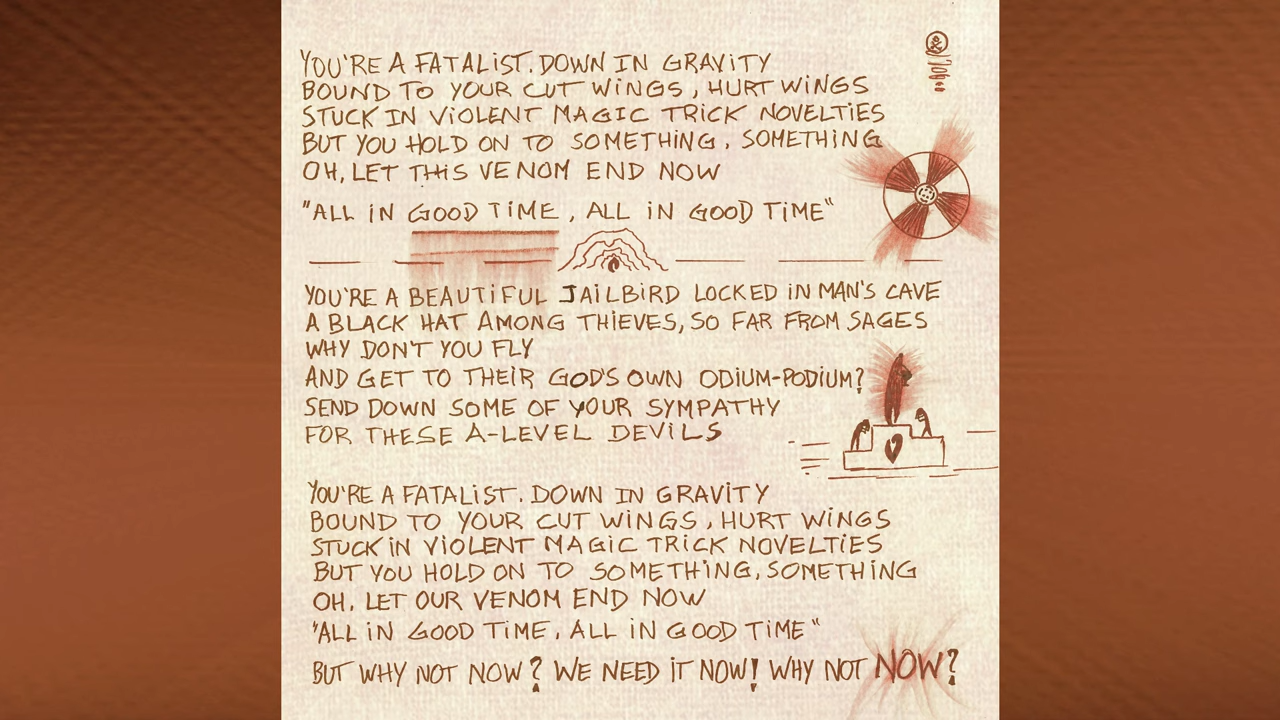 YOU'RE A FATALIST. DOWN IN GRAVITY
BOUND TO YOUR CUT WINGS, HURT WINGS
STUCK IN VIOLENT MAGIC TRICK NOVELTIES
BUT YOU HOLD ON TO SOMETHING, SOMETHING
OH, LET THIS VENOM END NOW
"ALL IN GOOD TIME, ALL IN GOOD TIME"
YOU'RE A BEAUTIFUL JAILBIRD LOCKED IN MAN'S CAVE
A BLACK HAT AMONG THIEVES, SO FAR FROM SAGES
WHY DON'T YOU FLY
AND GET TO THEIR GOD'S OWN ODIUM-PODIUM?
SEND DOWN SOME OF YOUR SYMPATHY
FOR THESE A-LEVEL DEVILS
YOU'RE A FATALIST. DOWN IN GRAVITY
BOUND TO YOUR CUT WINGS, HURT WINGS
STUCK IN VIOLENT MAGIC TRICK NOVELTIES
BUT YOU HOLD ON TO SOMETHING, SOMETHING
OH, LET OUR VENOM END NOW
"ALL IN GOOD TIME, ALL IN GOOD TIME"
BUT WHY NOT NOW? WE NEED IT NOW! WHY NOT NOW?